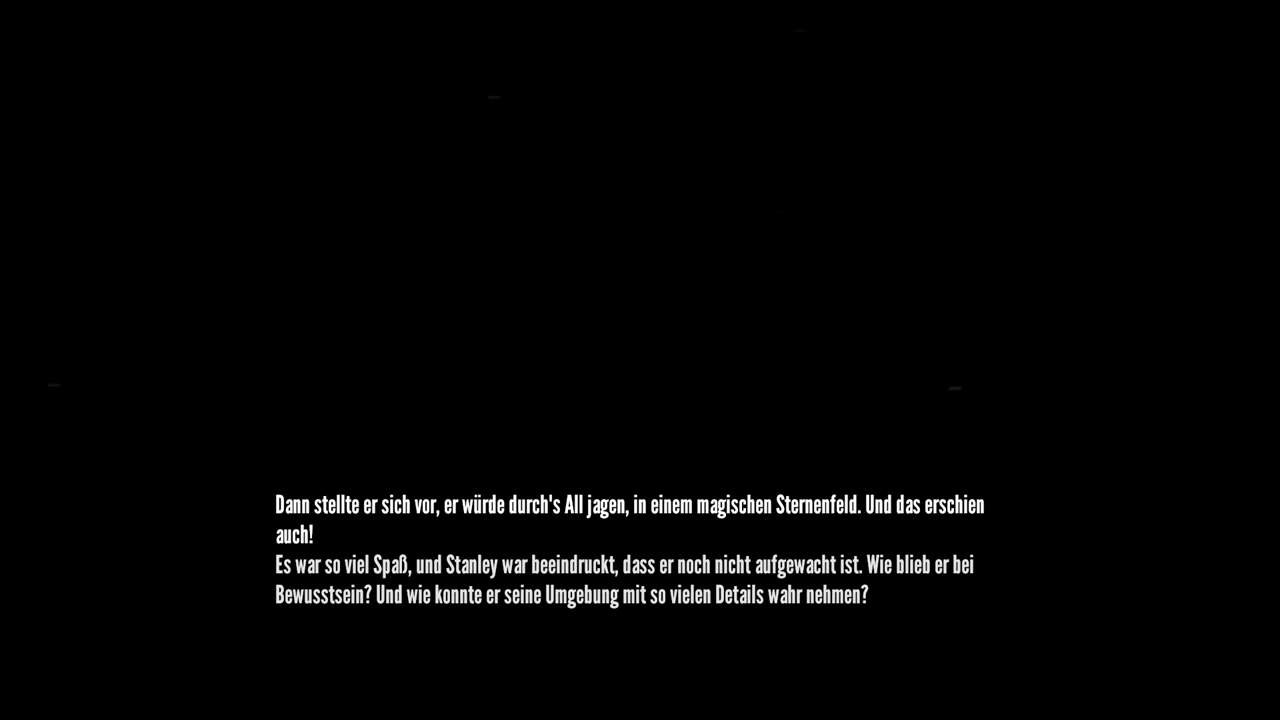 Dann stellte er sich vor, er würde durch's All jagen, in einem magischen Sternenfeld. Und das erschien
auch!
Es war so viel Spaß, und Stanley war beeindruckt, dass er noch nicht aufgewacht ist. Wie blieb er bei
Bewusstsein? Und wie konnte er seine Umgebung mit so vielen Details wahr nehmen?